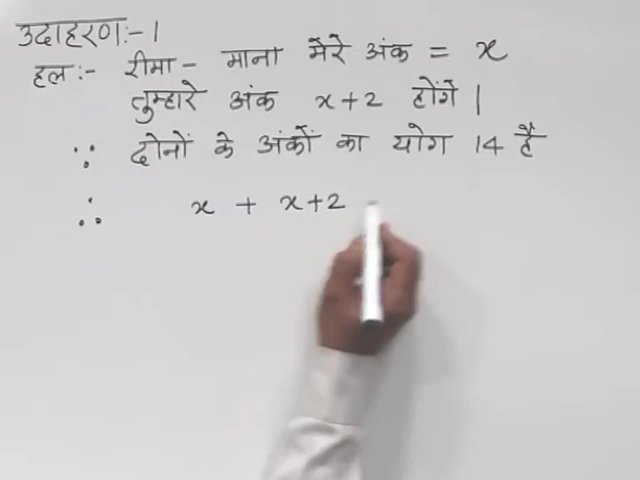 उदाहरण:-1
हल :- रीमा - माना मेरे अंक = x
तुम्हारे अंक x+2 होंगे |
∵ दोनों के अंकों का योग 14 है
∴ x + x+2